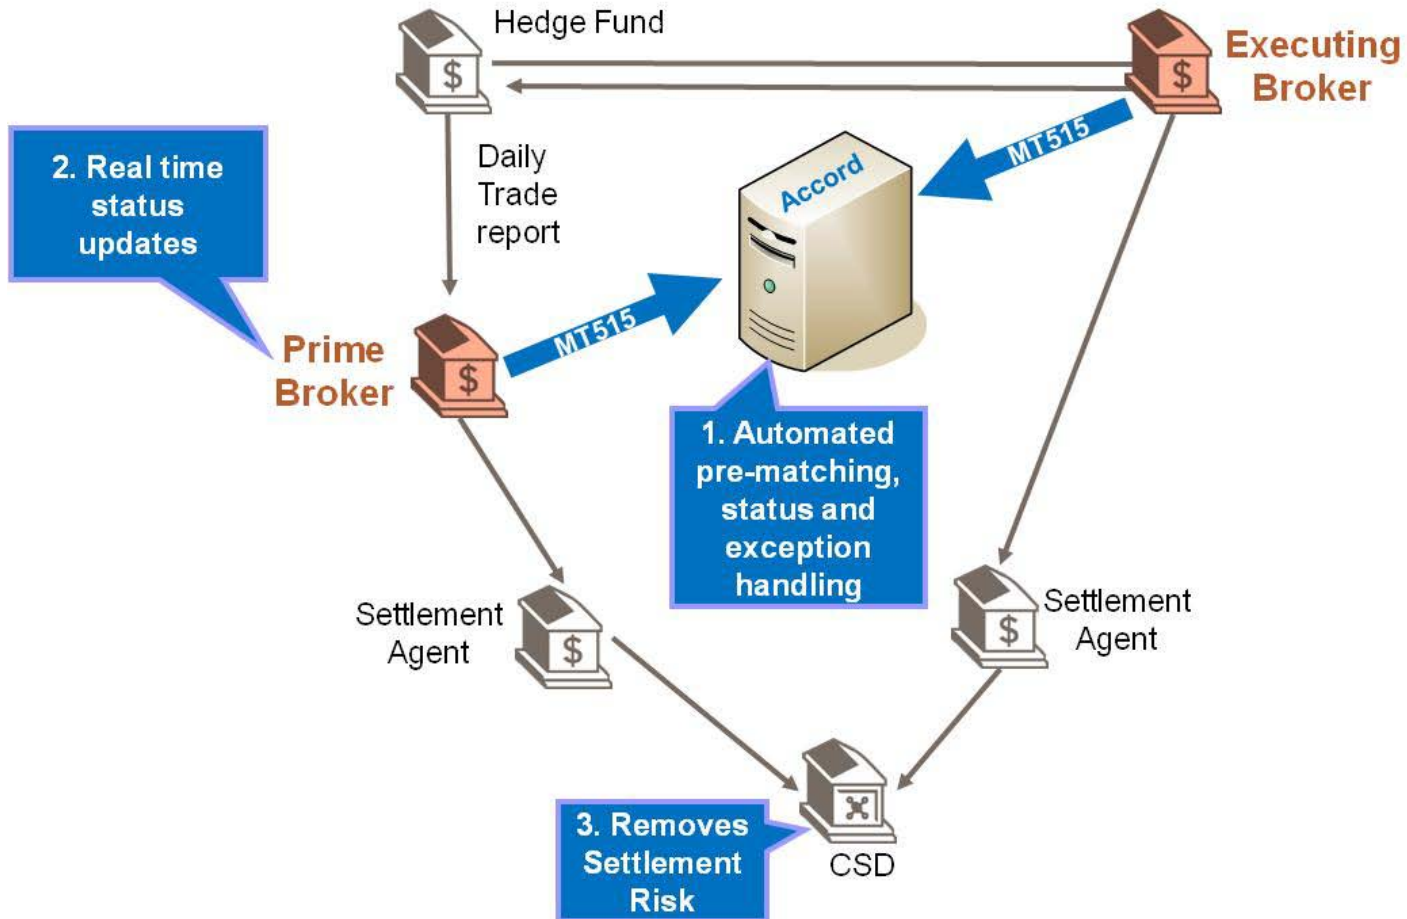 Hedge Fund
Executing
Broker
MT515
Accord
2. Real time
status
updates
Daily
Trade
report
MT515
Prime
Broker
1. Automated
pre-matching,
status and
exception
handling
Settlement
Agent
Settlement
Agent
3. Removes
Settlement
Risk
CSD
$
$
$
$
$